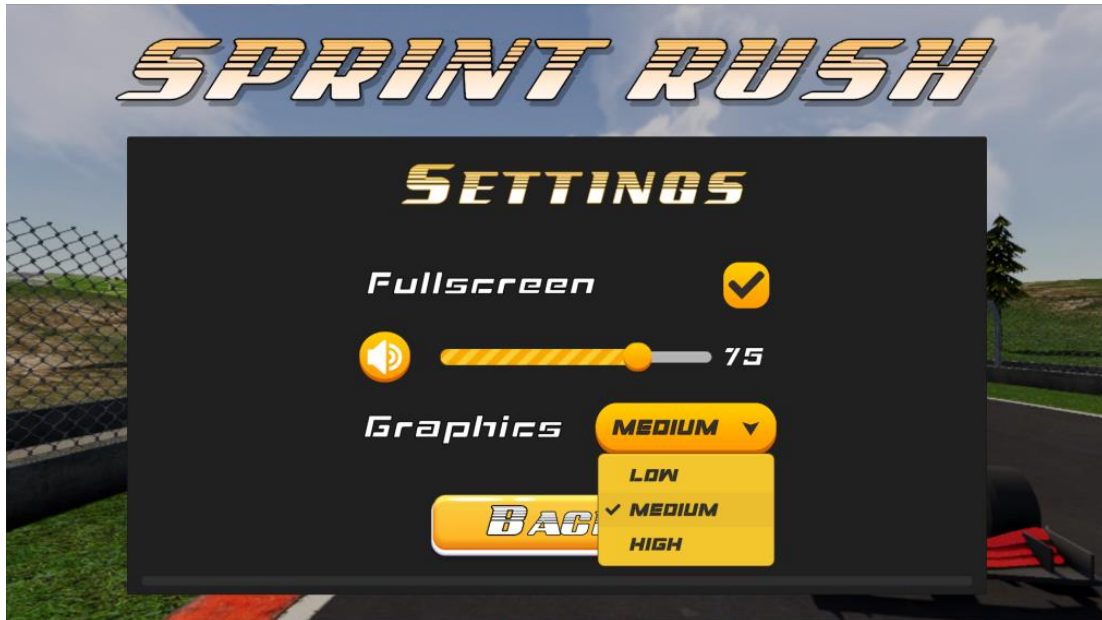 SPRINT RUSH
SETTINGS
Fullscreen
75
Graphics MEDIUM
LOW
MEDIUM
HIGH